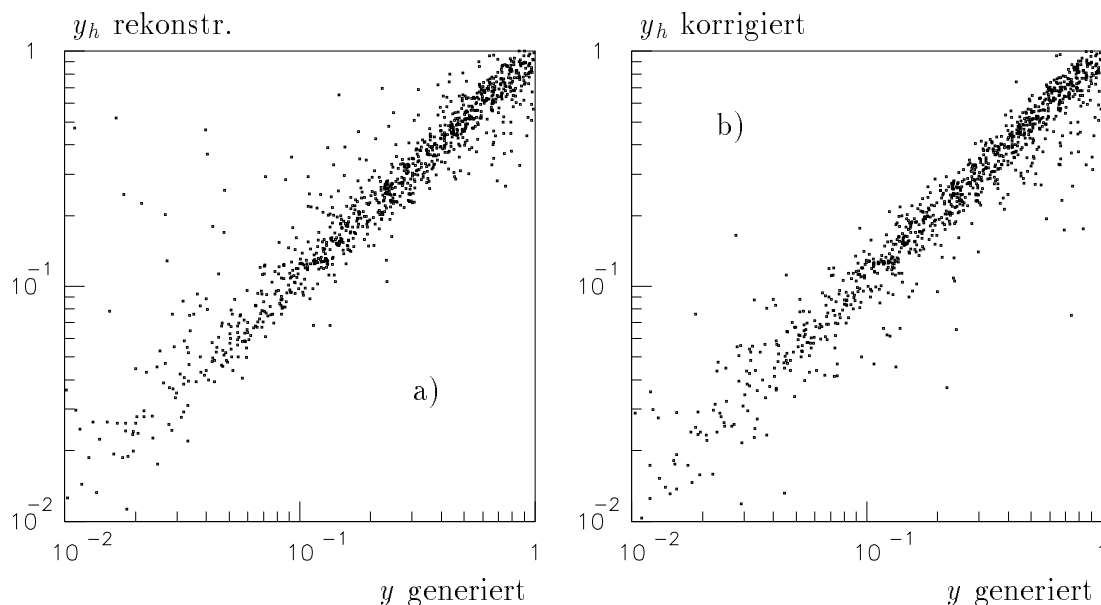 y_h rekonstr.
1
10^-1
10^-2
a)
10^-2 10^-1 1
y generiert
y_h korrigiert
1
10^-1
10^-2
b)
10^-2 10^-1 1
y generiert